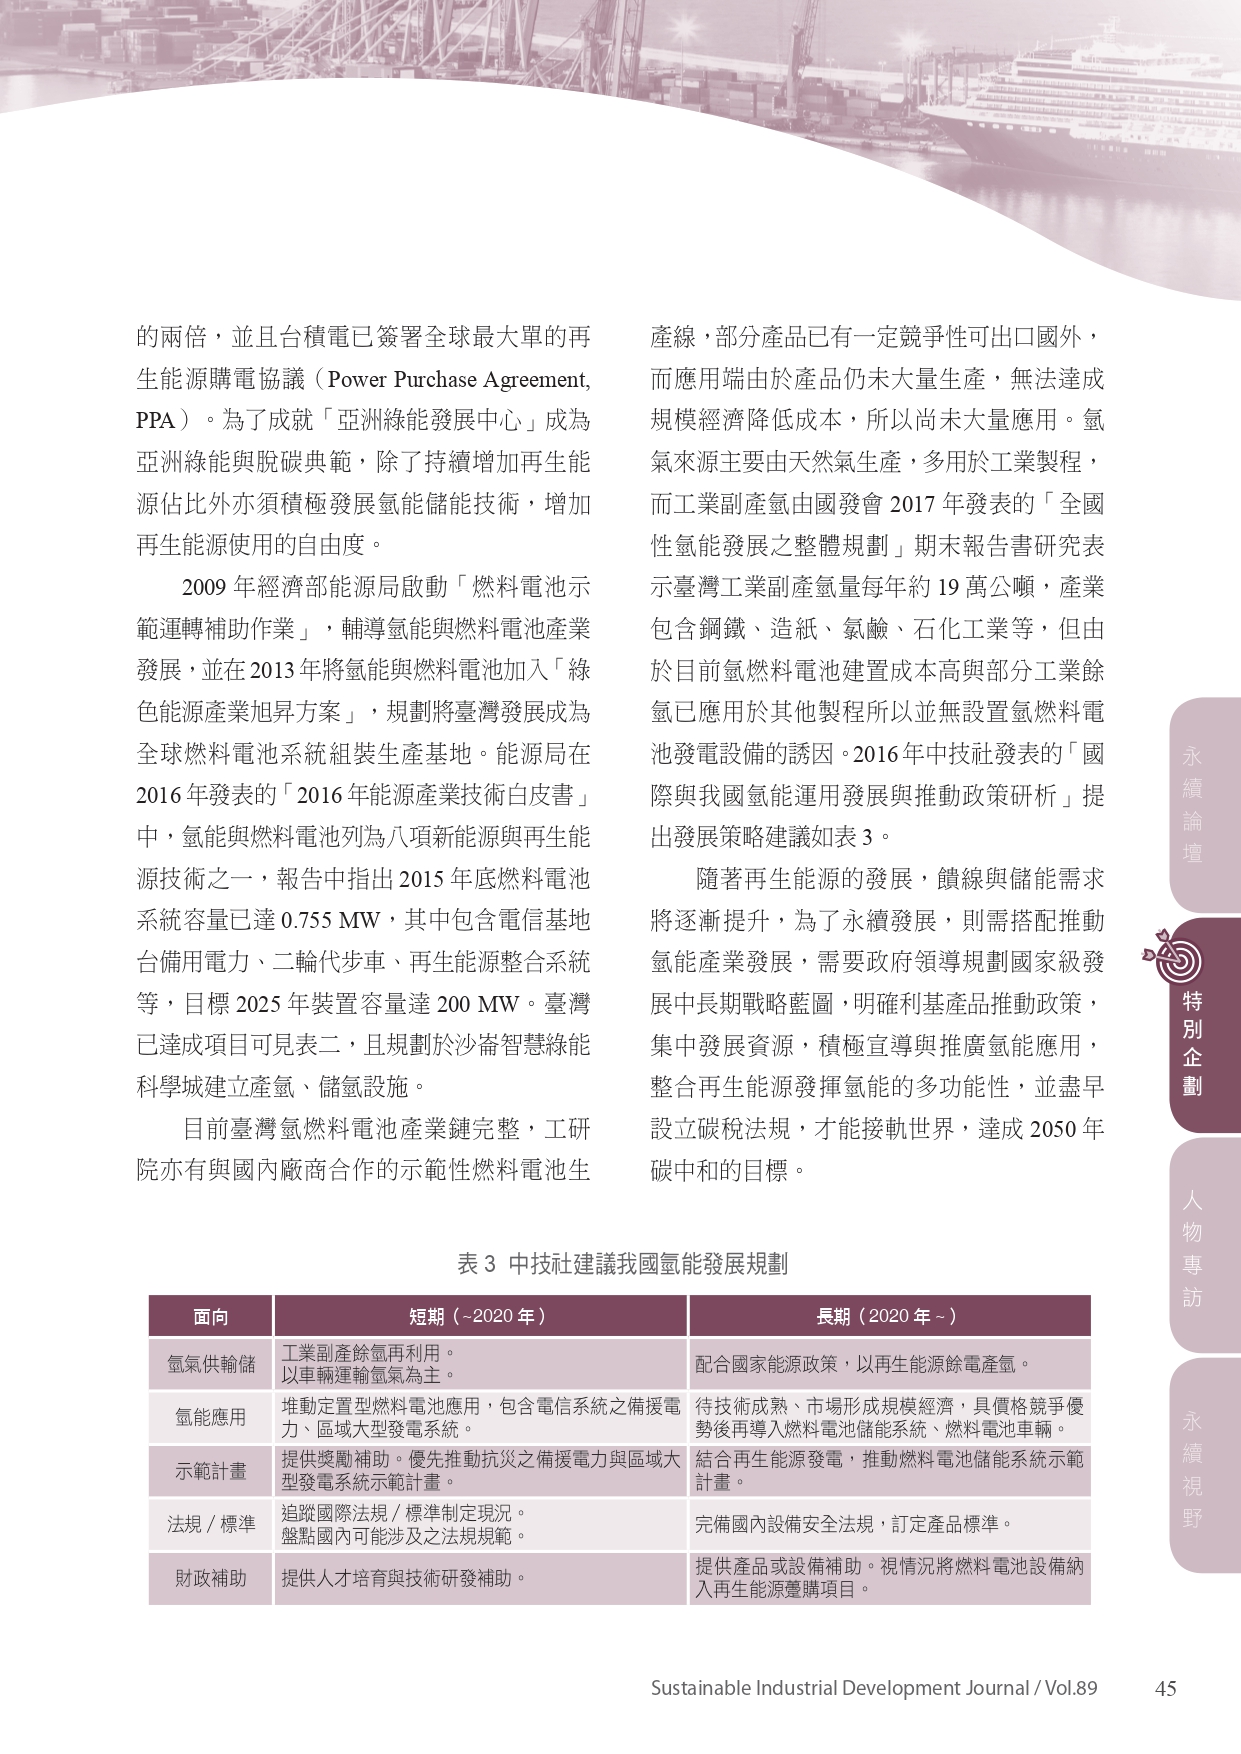 的兩倍，並且台積電已簽署全球最大單的再
生能源購電協議（Power Purchase Agreement,
PPA）。為了成就「亞洲綠能發展中心」成為
亞洲綠能與脫碳典範，除了持續增加再生能
源佔比外亦須積極發展氫能儲能技術，增加
再生能源使用的自由度。
2009 年經濟部能源局啟動「燃料電池示
範運轉補助作業」，輔導氫能與燃料電池產業
發展，並在 2013 年將氫能與燃料電池加入「綠
色能源產業旭昇方案」，規劃將臺灣發展成為
全球燃料電池系統組裝生產基地。能源局在
2016 年發表的「2016 年能源產業技術白皮書」
中，氫能與燃料電池列為八項新能源與再生能
源技術之一，報告中指出 2015 年底燃料電池
系統容量已達 0.755 MW，其中包含電信基地
台備用電力、二輪代步車、再生能源整合系統
等，目標 2025 年裝置容量達 200 MW。臺灣
已達成項目可見表二，且規劃於沙崙智慧綠能
科學城建立產氫、儲氫設施。
目前臺灣氫燃料電池產業鏈完整，工研
院亦有與國內廠商合作的示範性燃料電池生
產線，部分產品已有一定競爭性可出口國外，
而應用端由於產品仍未大量生產，無法達成
規模經濟降低成本，所以尚未大量應用。氫
氣來源主要由天然氣生產，多用於工業製程，
而工業副產氫由國發會 2017 年發表的「全國
性氫能發展之整體規劃」期末報告書研究表
示臺灣工業副產氫量每年約 19 萬公噸，產業
包含鋼鐵、造紙、氯鹼、石化工業等，但由
於目前氫燃料電池建置成本高與部分工業餘
氫已應用於其他製程所以並無設置氫燃料電
池發電設備的誘因。2016 年中技社發表的「國
際與我國氫能運用發展與推動政策研析」提
出發展策略建議如表 3。
隨著再生能源的發展，饋線與儲能需求
將逐漸提升，為了永續發展，則需搭配推動
氫能產業發展，需要政府領導規劃國家級發
展中長期戰略藍圖，明確利基產品推動政策，
集中發展資源，積極宣導與推廣氫能應用，
整合再生能源發揮氫能的多功能性，並盡早
設立碳稅法規，才能接軌世界，達成 2050 年
碳中和的目標。
表 3 中技社建議我國氫能發展規劃
面向 短期（~2020 年） 長期（2020 年 ~）
氫氣供輸儲
工業副產餘氫再利用。
以車輛運輸氫氣為主。
配合國家能源政策，以再生能源餘電產氫。
氫能應用
堆動定置型燃料電池應用，包含電信系統之備援電
力、區域大型發電系統。
待技術成熟、市場形成規模經濟，具價格競爭優
勢後再導入燃料電池儲能系統、燃料電池車輛。
示範計畫
提供獎勵補助。優先推動抗災之備援電力與區域大
型發電系統示範計畫。
結合再生能源發電，推動燃料電池儲能系統示範
計畫。
法規 / 標準
追蹤國際法規 / 標準制定現況。
盤點國內可能涉及之法規規範。
完備國內設備安全法規，訂定產品標準。
財政補助
提供人才培育與技術研發補助。
提供產品或設備補助。視情況將燃料電池設備納
入再生能源躉購項目。
永續論壇
特別企劃
人物專訪
永續視野
Sustainable Industrial Development Journal / Vol.89 45